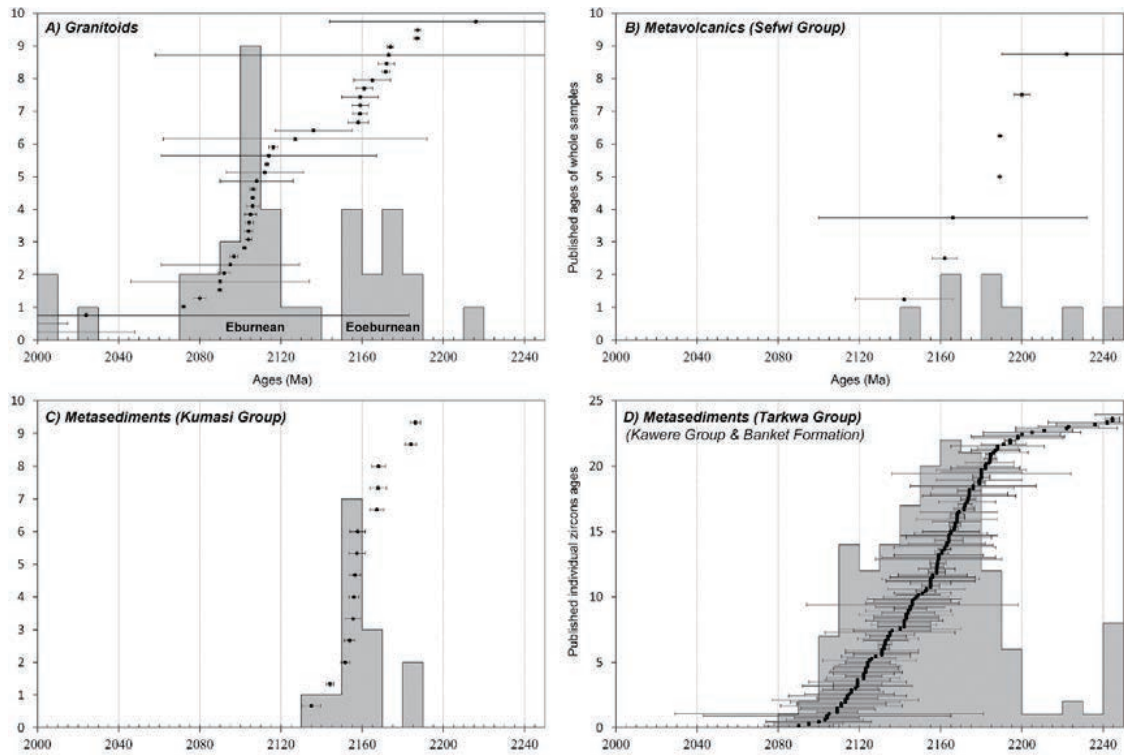 A) Granitoids
10
9
8
7
6
5
4
3
2
1
0
Eburnean
Eoeburnean
2000 2040 2080 2120 2160 2200 2240
Ages (Ma)
B) Metavolcanics (Sefwi Group)
Published ages of whole samples
10
9
8
7
6
5
4
3
2
1
0
2000 2040 2080 2120 2160 2200 2240
Ages (Ma)
C) Metasediments (Kumasi Group)
10
9
8
7
6
5
4
3
2
1
0
2000 2040 2080 2120 2160 2200 2240
D) Metasediments (Tarkwa Group)
(Kawere Group & Banket Formation)
Published individual zircons ages
25
20
15
10
5
0
2000 2040 2080 2120 2160 2200 2240